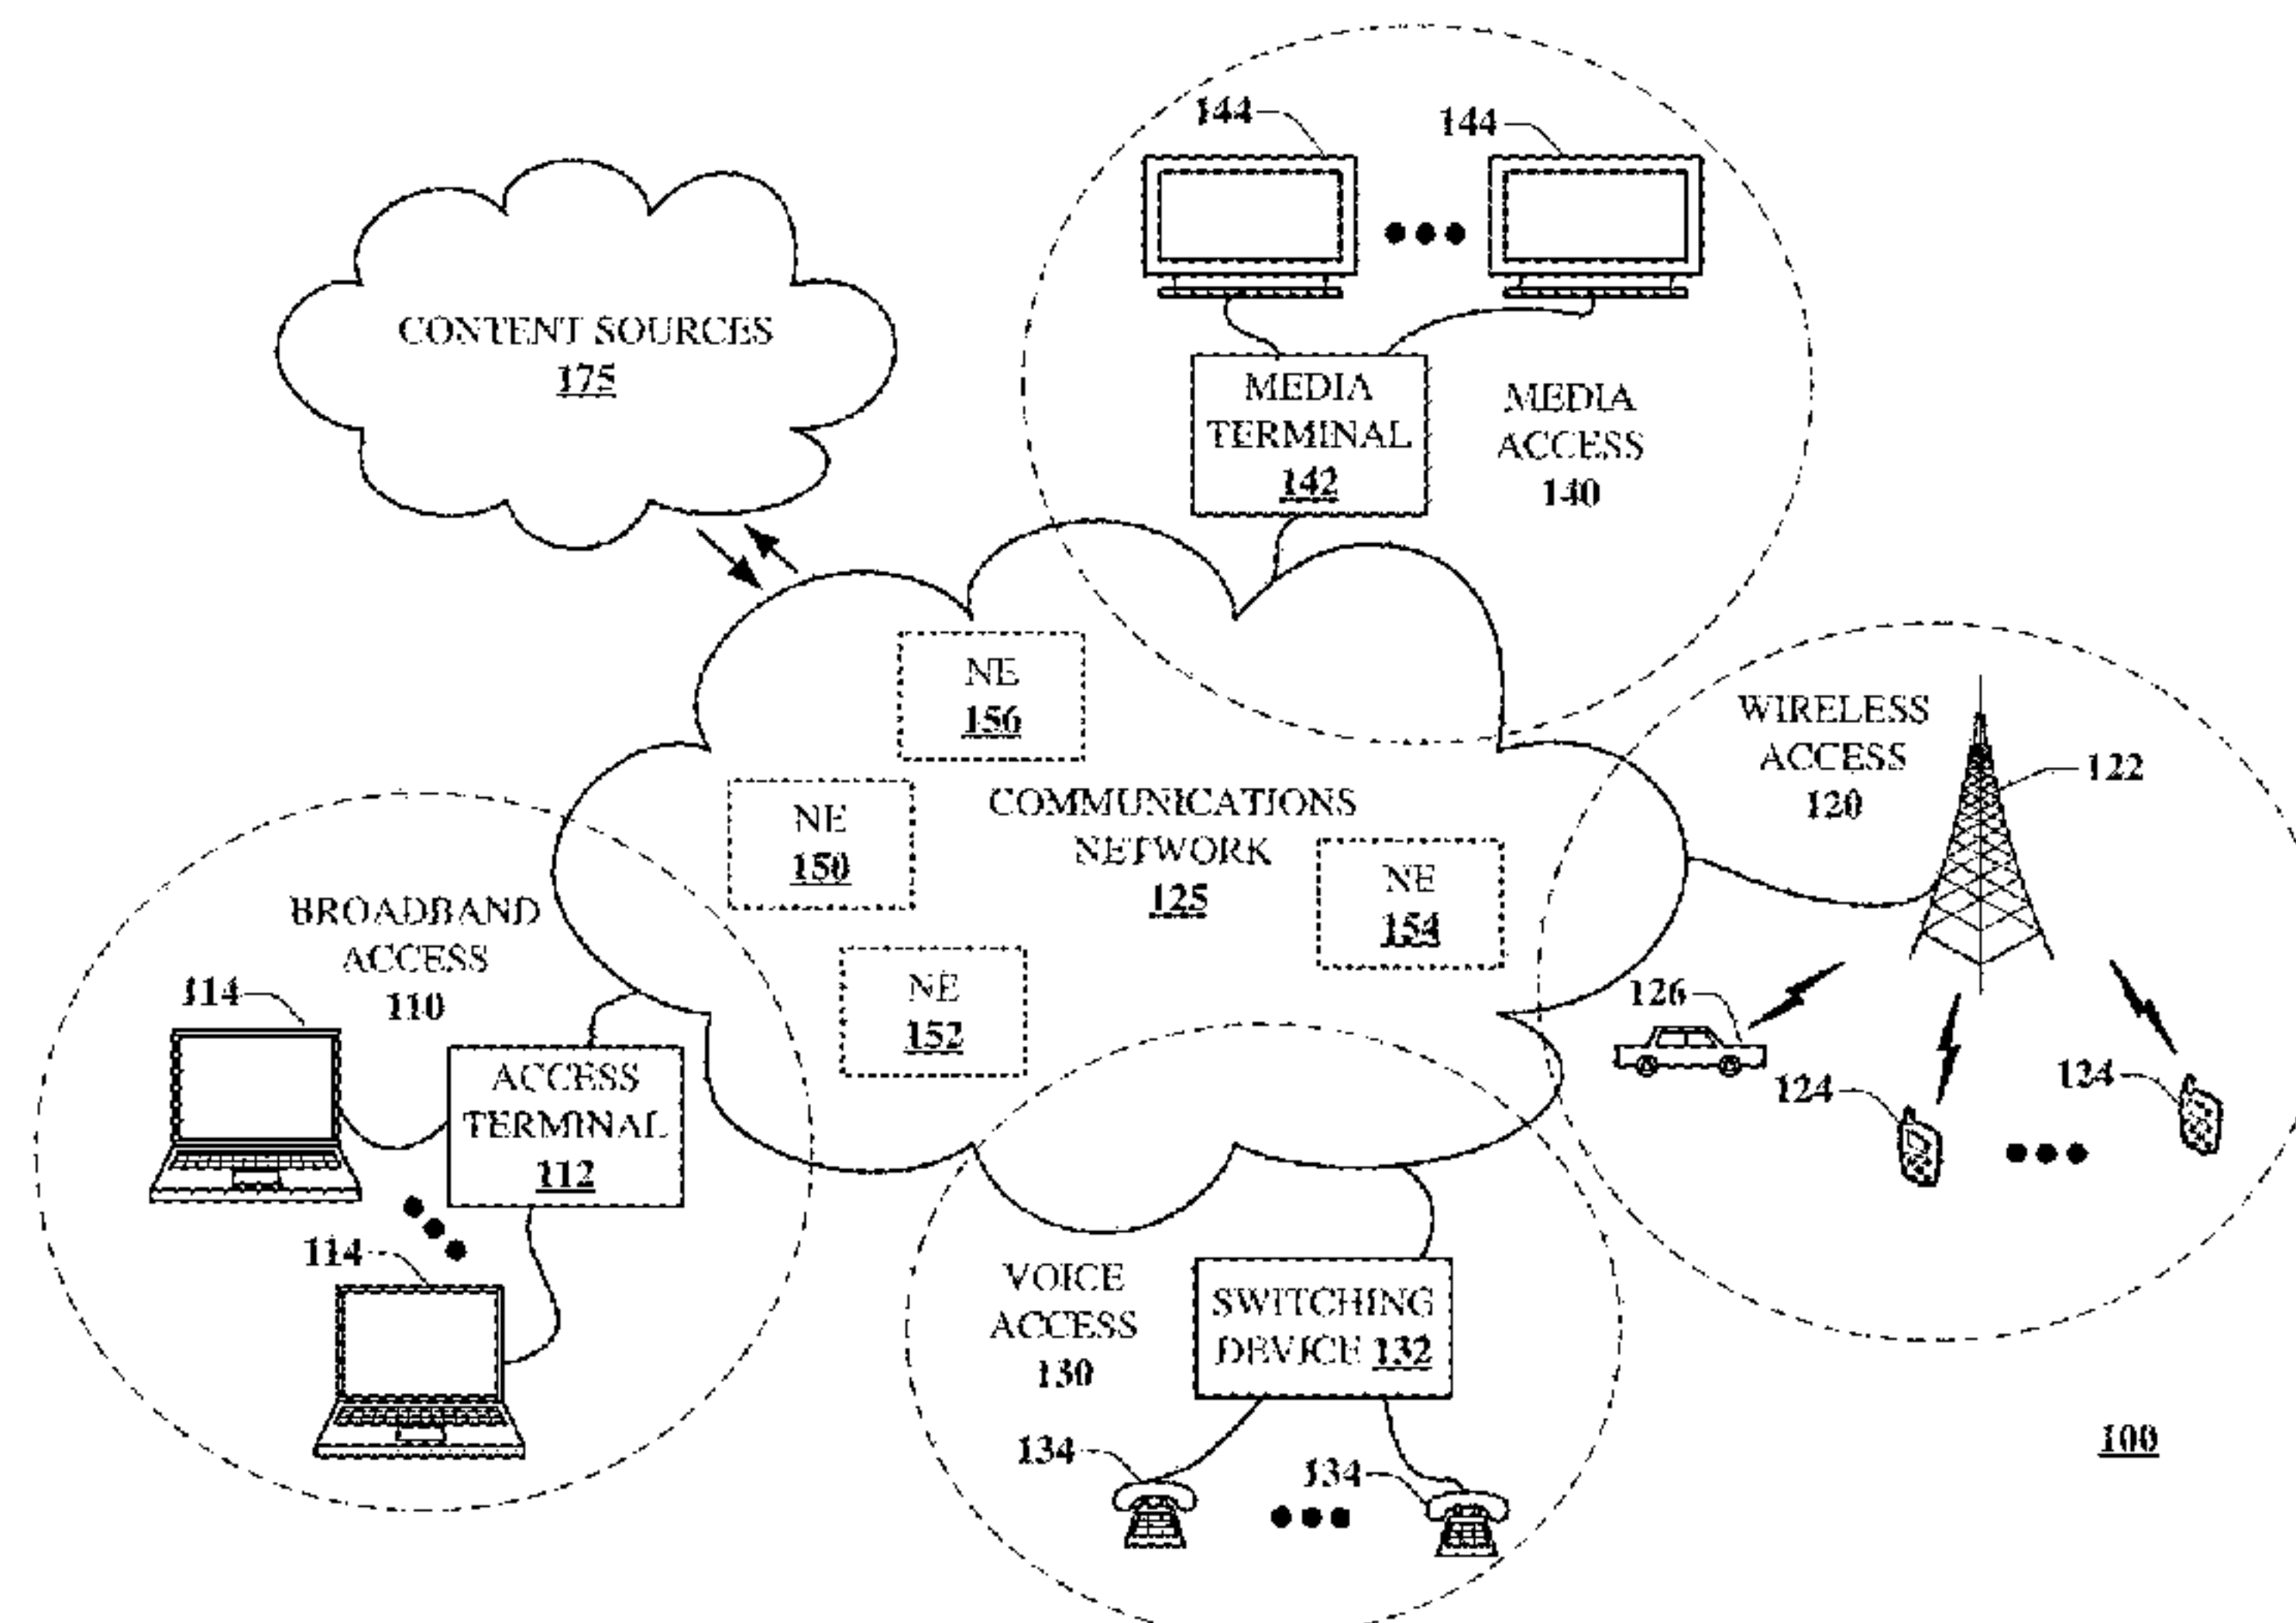 144
144
CONTENT SOURCES
175
MEDIA
TERMINAL
142
MEDIA
ACCESS
140
NE
156
WIRELESS
ACCESS
120
122
NE
150
COMMUNICATIONS
NETWORK
125
NE
154
BROADBAND
ACCESS
110
NE
152
114
126
ACCESS
TERMINAL
112
124
124
114
VOICE
ACCESS
130
SWITCHING
DEVICE 132
134
134
100